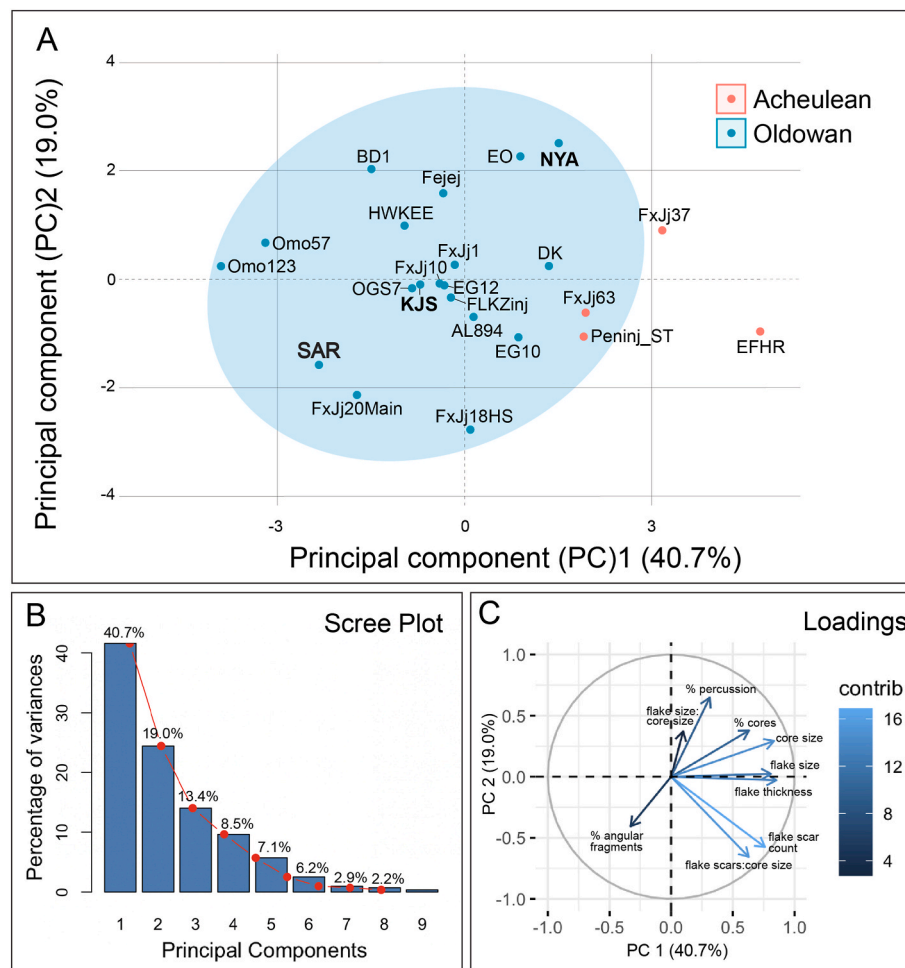 A
Principal component (PC)2 (19.0%)
4
2
0
-2
-4
Acheulean
Oldowan
BD1
EO
NYA
Fejej
HWKEE
FxJj37
Omo57
Omo123
FxJj1
DK
FxJj10
OGS7
EG12
KJS
FLKZinj
FxJj63
AL894
EG10
Peninj_ST
EFHR
SAR
FxJj20Main
FxJj18HS
-3
0
3
Principal component (PC)1 (40.7%)
B
Scree Plot
Percentage of variances
40
30
20
10
0
40.7%
19.0%
13.4%
8.5%
7.1%
6.2%
2.9%
2.2%
1 2 3 4 5 6 7 8 9
Principal Components
C
Loadings
PC 2 (19.0%)
1.0
0.5
0.0
-0.5
-1.0
% percussion
flake size:
core size
% cores
core size
flake size
flake thickness
% angular
fragments
flake scar
count
flake scars:core size
-1.0 -0.5 0.0 0.5 1.0
PC 1 (40.7%)
contrib
16
12
8
4